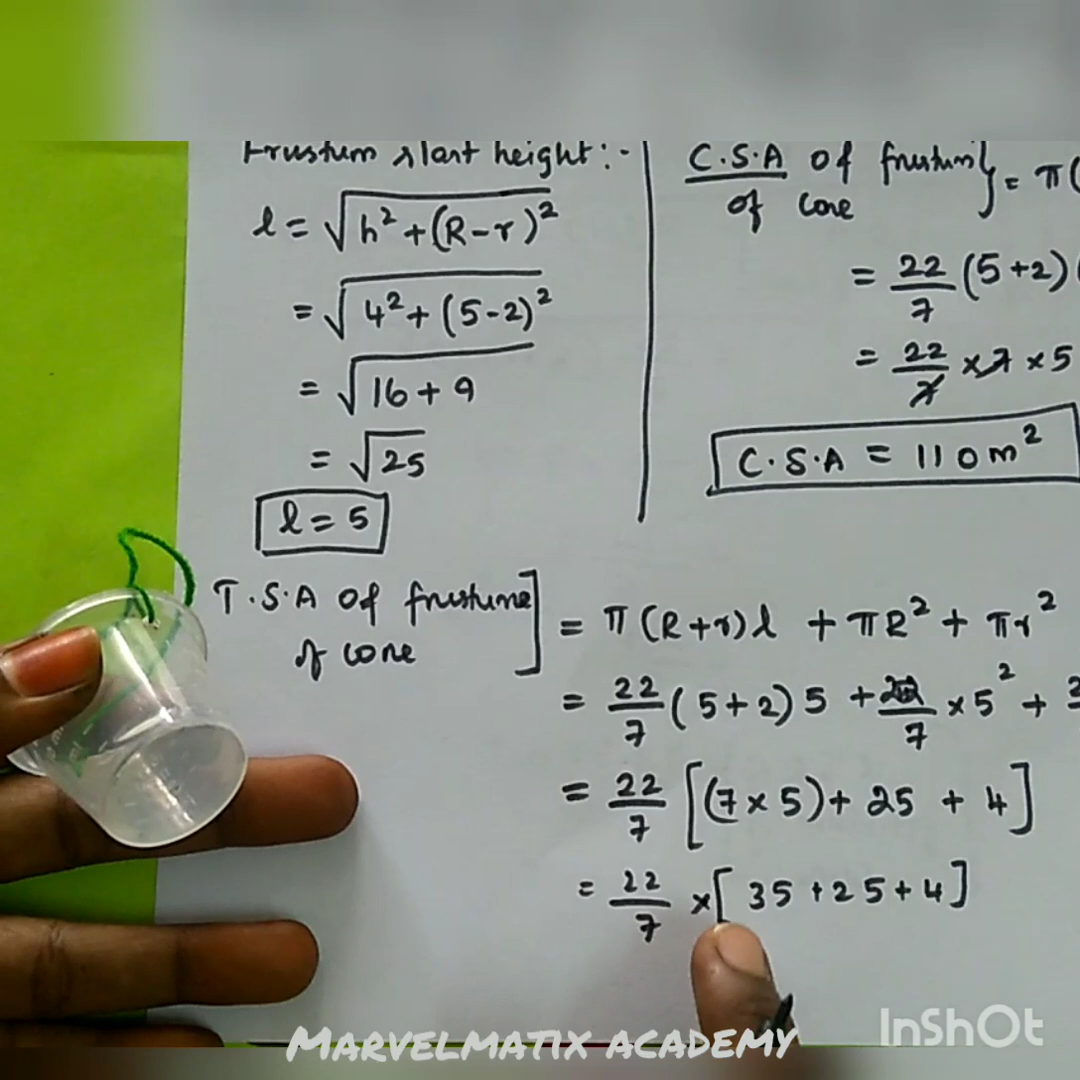 Frustum slant height:-
l = √h² + (R-r)²
= √4² + (5-2)²
= √16 + 9
= √25
l = 5
C.S.A of frustum} = π(
of cone
= 22/7 (5+2)(
= 22/7 × 7 × 5
C.S.A = 110m²
T.S.A of frustume] = π(R+r)l + πR² + πr²
of cone
= 22/7 (5+2)5 + 22/7 × 5² + 2
= 22/7 [(7 × 5) + 25 + 4]
= 22/7 × [35 + 25 + 4]
MARVELMATIX ACADEMY
InShOt